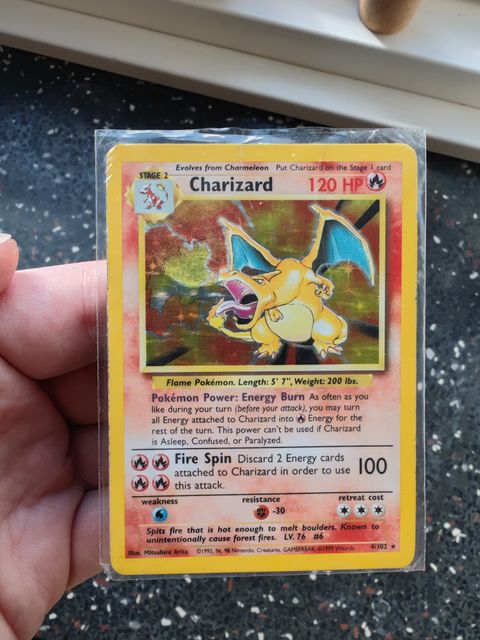 Evolves from Charmeleon Put Charizard on the Stage 1 card
STAGE 2
Charizard 120 HP
Flame Pokémon. Length: 5' 7", Weight: 200 lbs.
Pokémon Power: Energy Burn As often as you
like during your turn (before your attack), you may turn
all Energy attached to Charizard into Energy for the
rest of the turn. This power can't be used if Charizard
is Asleep, Confused, or Paralyzed.
Fire Spin Discard 2 Energy cards
attached to Charizard in order to use 100
this attack.
weakness resistance retreat cost
-30
Spits fire that is hot enough to melt boulders. Known to
unintentionally cause forest fires. LV. 76 #6
Illus. Mitsuhiro Arita ©1995, 96, 98 Nintendo, Creatures, GAMEFREAK. ©1999 Wizards. 4/102 ★